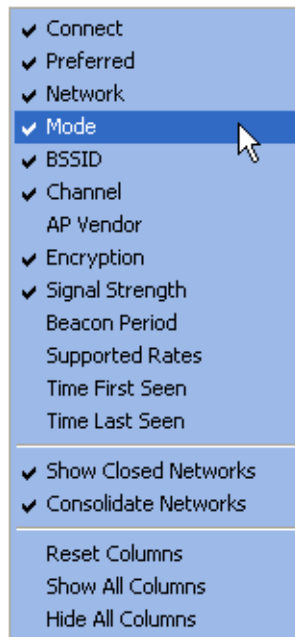 Connect
Preferred
Network
Mode
BSSID
Channel
AP Vendor
Encryption
Signal Strength
Beacon Period
Supported Rates
Time First Seen
Time Last Seen
Show Closed Networks
Consolidate Networks
Reset Columns
Show All Columns
Hide All Columns